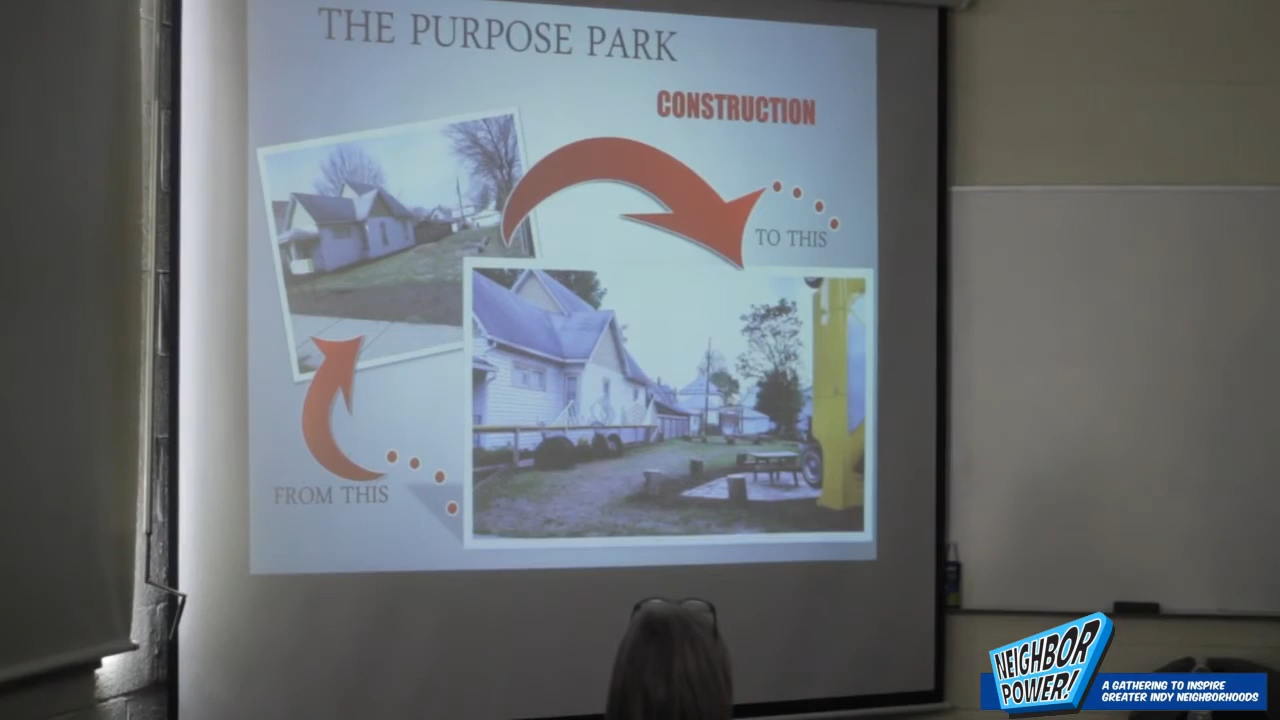 THE PURPOSE PARK
CONSTRUCTION
TO THIS
FROM THIS
NEIGHBOR
POWER!
A GATHERING TO INSPIRE
GREATER INDY NEIGHBORHOODS